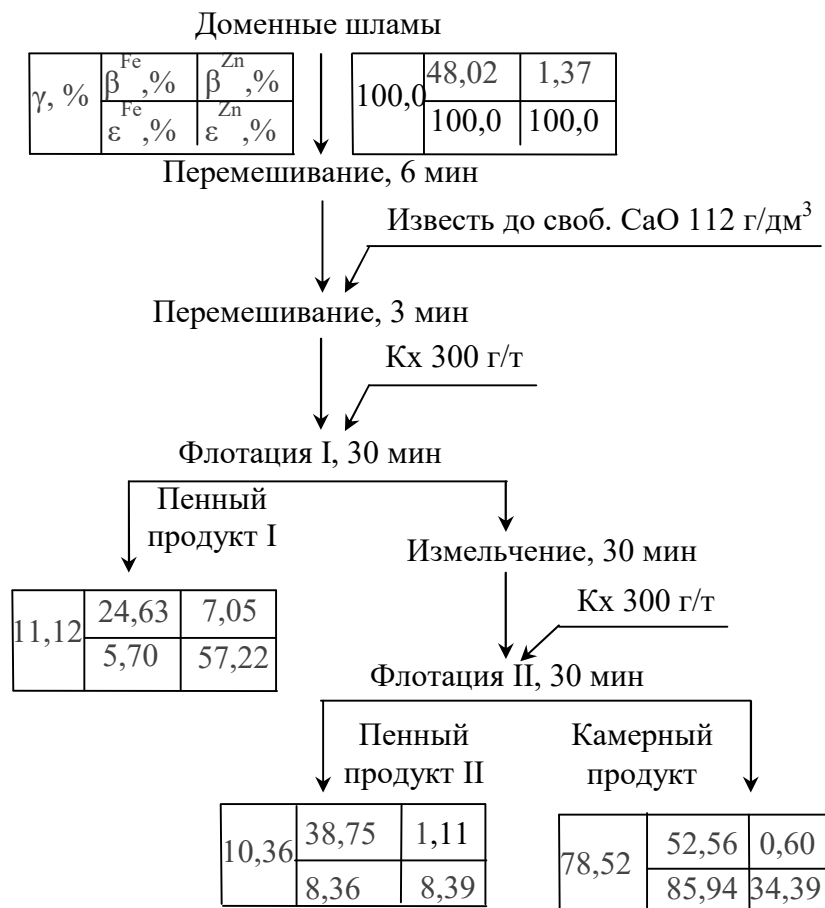 Доменные шламы
γ, %
β^Fe,%
β^Zn,%
ε^Fe,%
ε^Zn,%
100,0
48,02
1,37
100,0
100,0
Перемешивание, 6 мин
Известь до своб. СаО 112 г/дм³
Перемешивание, 3 мин
Кх 300 г/т
Флотация I, 30 мин
Пенный
продукт I
Измельчение, 30 мин
11,12
24,63
7,05
5,70
57,22
Кх 300 г/т
Флотация II, 30 мин
Пенный
продукт II
Камерный
продукт
10,36
38,75
1,11
8,36
8,39
78,52
52,56
0,60
85,94
34,39